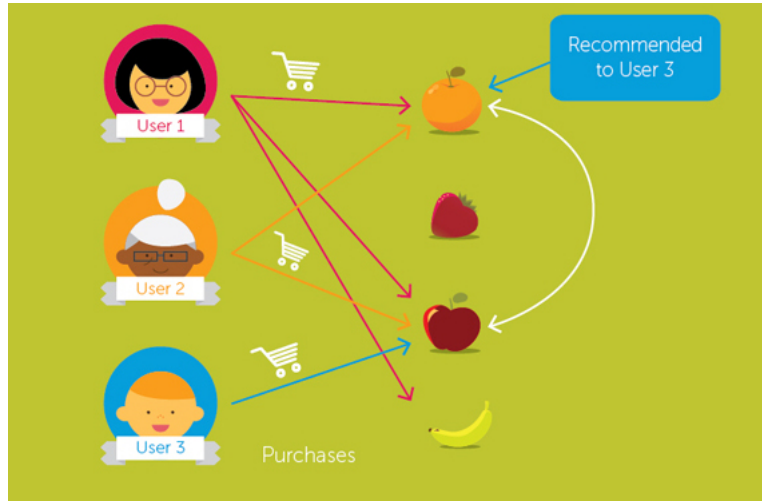 User 1
User 2
User 3
Purchases
Recommended
to User 3